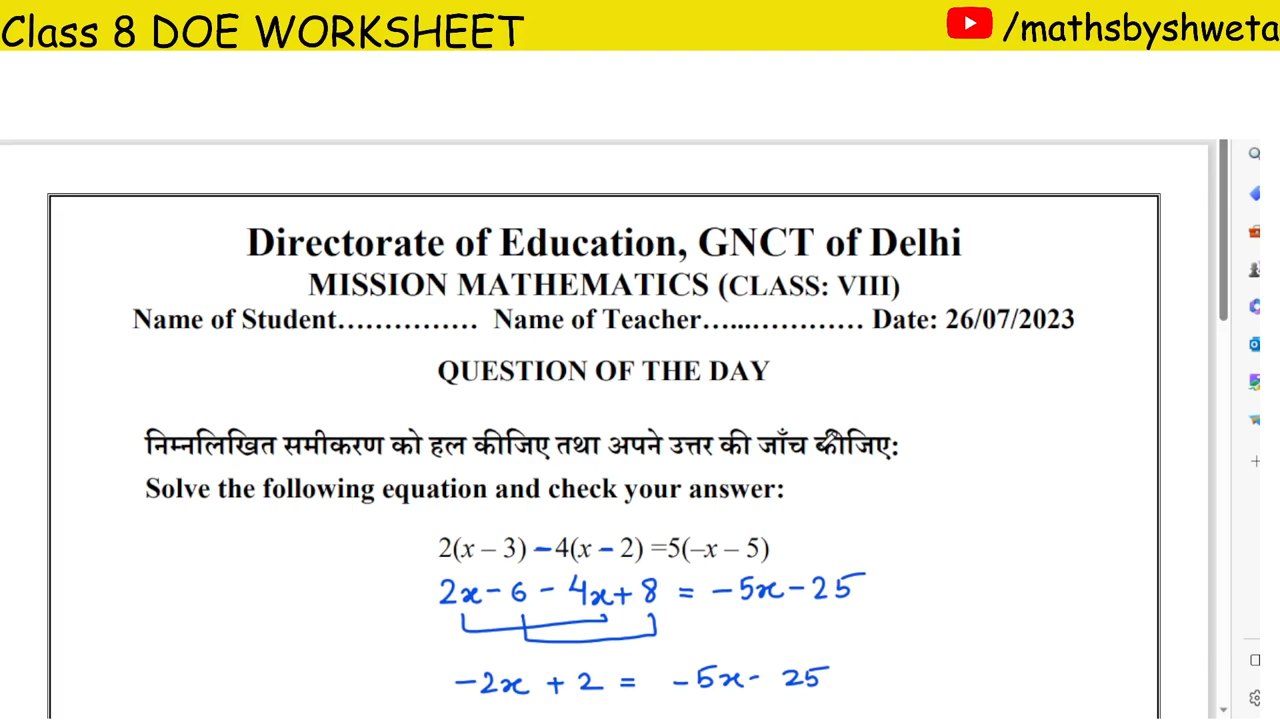 Class 8 DOE WORKSHEET
/mathsbyshweta
Directorate of Education, GNCT of Delhi
MISSION MATHEMATICS (CLASS: VIII)
Name of Student…………… Name of Teacher…...………… Date: 26/07/2023
QUESTION OF THE DAY
निम्नलिखित समीकरण को हल कीजिए तथा अपने उत्तर की जाँच कीजिए:
Solve the following equation and check your answer:
2(x – 3) – 4(x – 2) =5(–x – 5)
2x - 6 - 4x + 8 = - 5x - 25
-2x + 2 = - 5x - 25